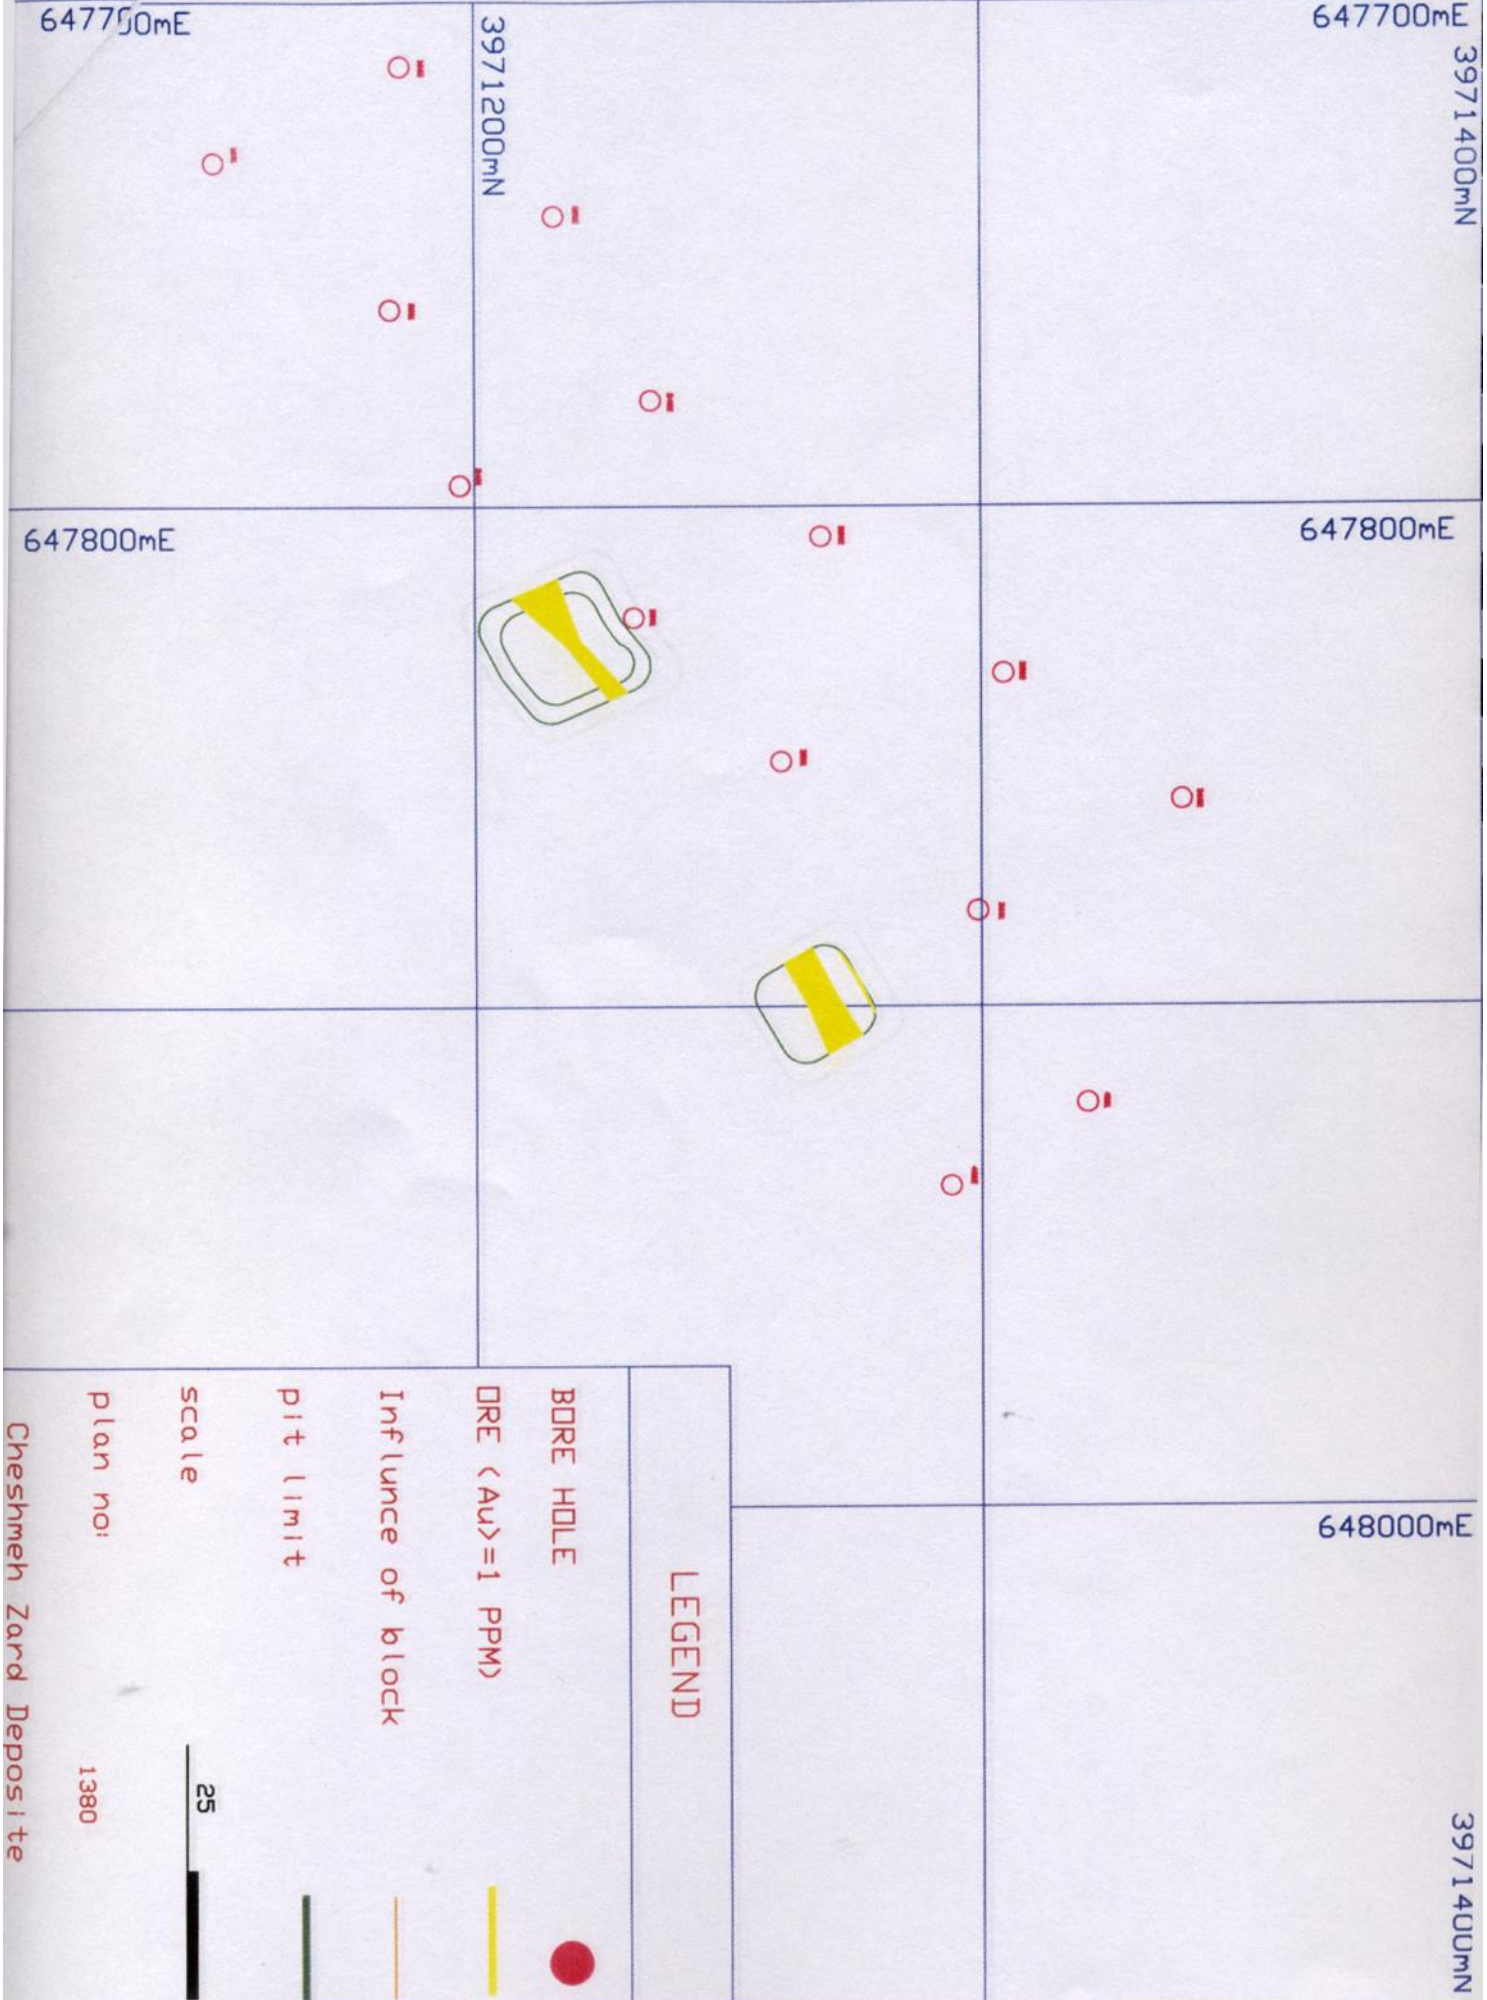 647700mE
647700mE
3971200mN
3971400mN
647800mE
647800mE
648000mE
3971400mN
LEGEND
BORE HOLE
ORE (Au>=1 PPM)
Influnce of block
pit limit
scale
25
plan no:
1380
Cheshmeh Zard Deposite